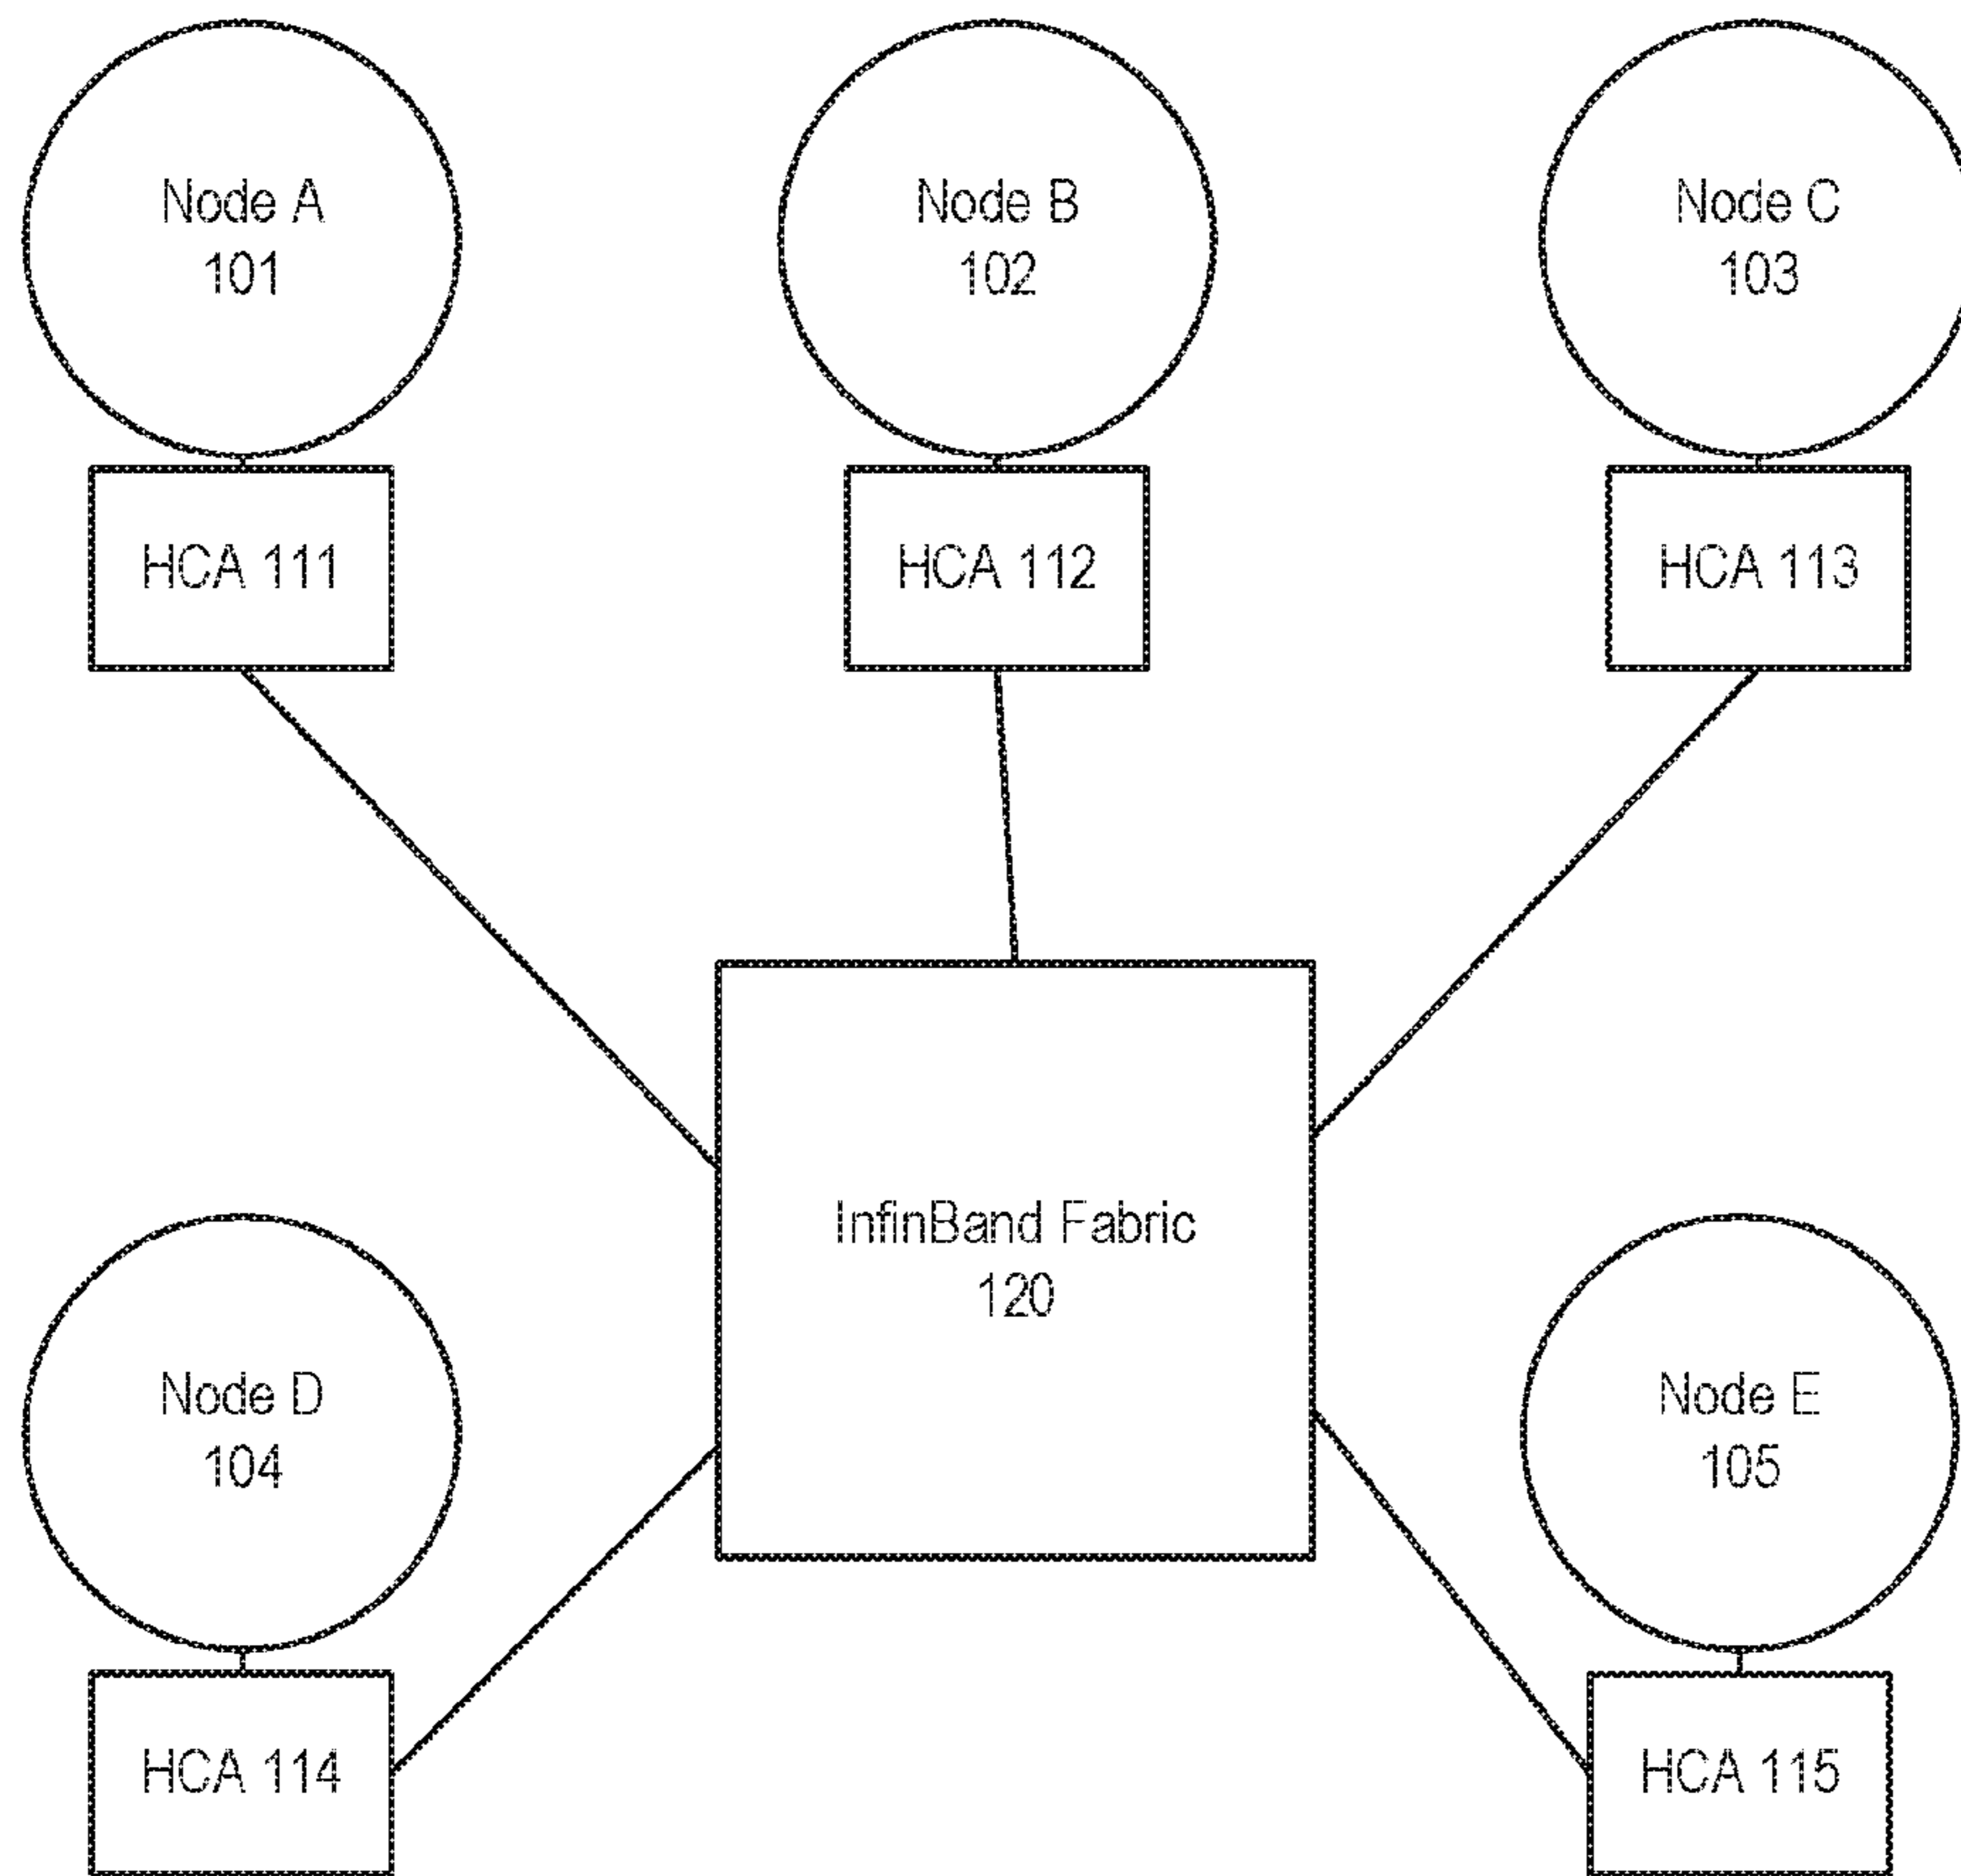 Node A
101
Node B
102
Node C
103
HCA 111
HCA 112
HCA 113
InfinBand Fabric
120
Node D
104
Node E
105
HCA 114
HCA 115